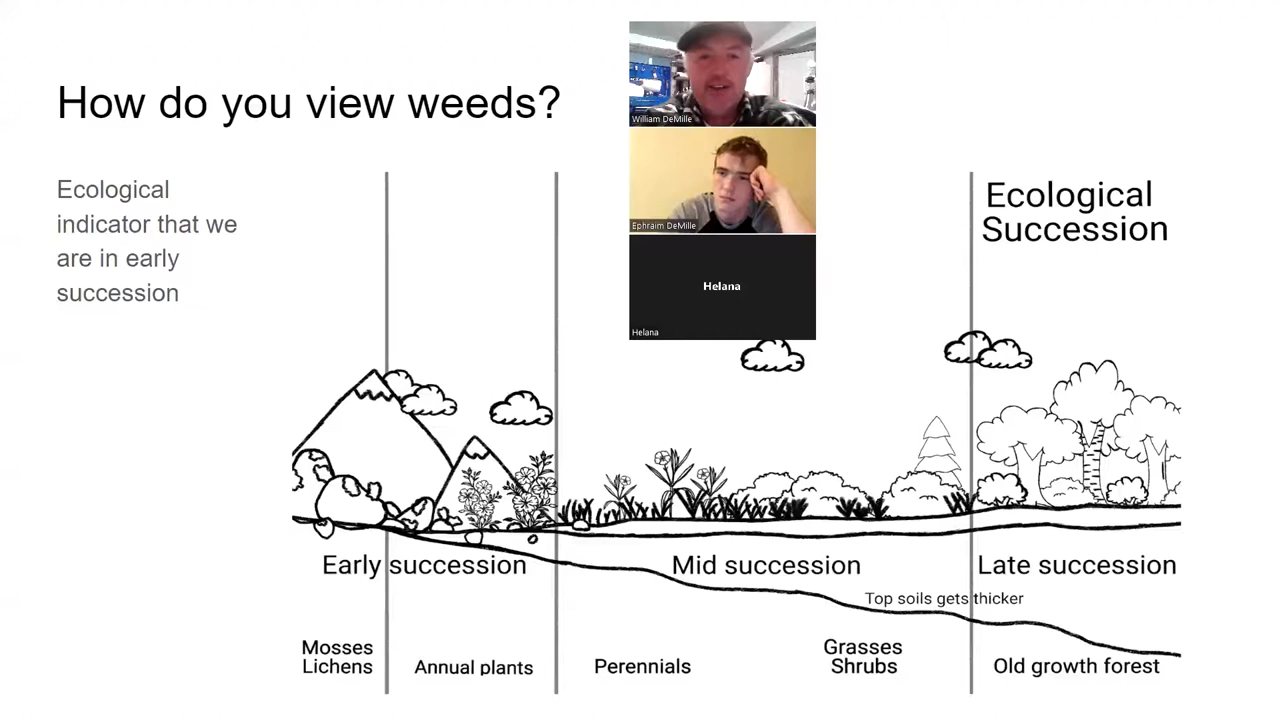 How do you view weeds?
Ecological
indicator that we
are in early
succession
William DeMille
Ephraim DeMille
Helana
Helana
Ecological
Succession
Early succession
Mid succession
Late succession
Top soils gets thicker
Mosses
Lichens
Annual plants
Perennials
Grasses
Shrubs
Old growth forest